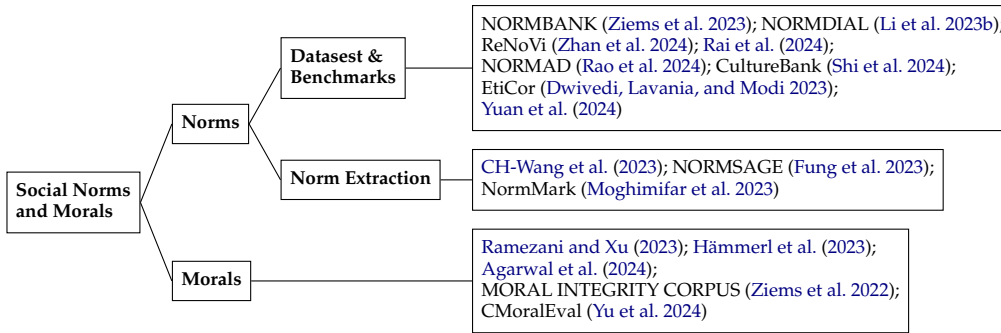 Social Norms
and Morals
Norms
Datasest &
Benchmarks
NORMBANK (Ziems et al. 2023); NORMDIAL (Li et al. 2023b);
ReNoVi (Zhan et al. 2024); Rai et al. (2024);
NORMAD (Rao et al. 2024); CultureBank (Shi et al. 2024);
EtiCor (Dwivedi, Lavania, and Modi 2023);
Yuan et al. (2024)
Norm Extraction
CH-Wang et al. (2023); NORMSAGE (Fung et al. 2023);
NormMark (Moghimifar et al. 2023)
Morals
Ramezani and Xu (2023); Hämmerl et al. (2023);
Agarwal et al. (2024);
MORAL INTEGRITY CORPUS (Ziems et al. 2022);
CMoralEval (Yu et al. 2024)